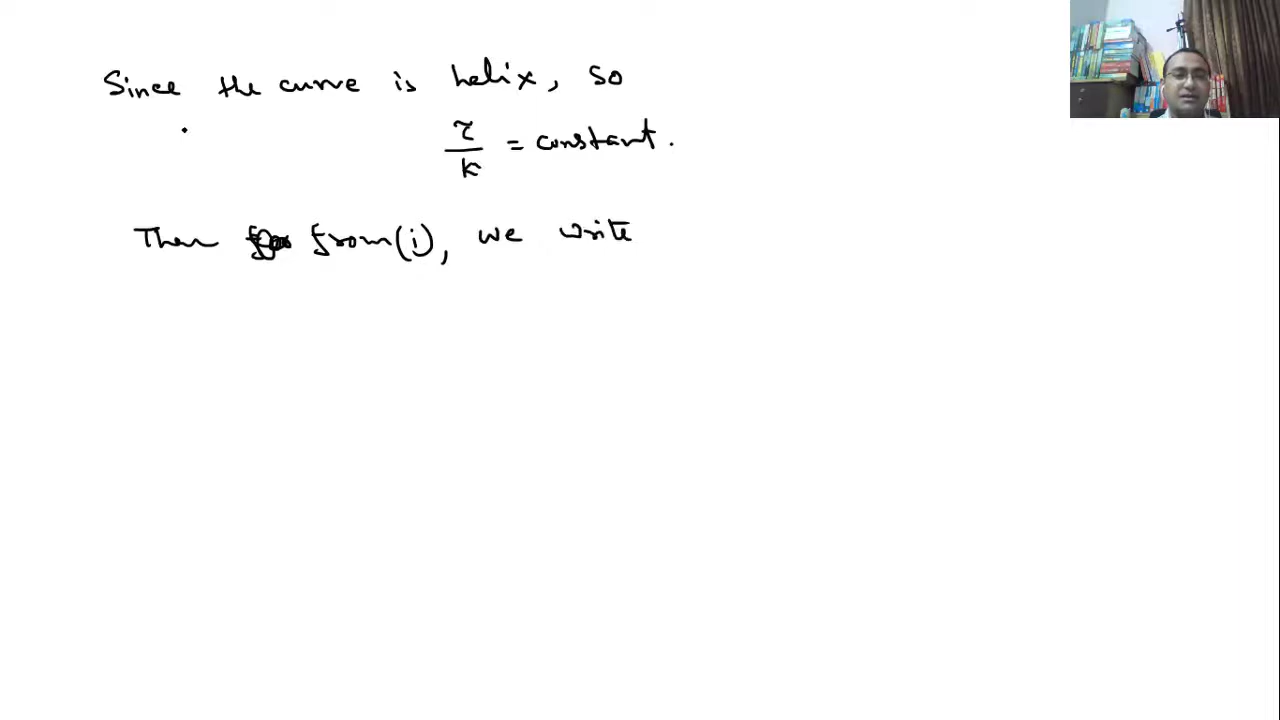 Since the curve is helix, so
τ/κ = constant.
Then from (i), we write